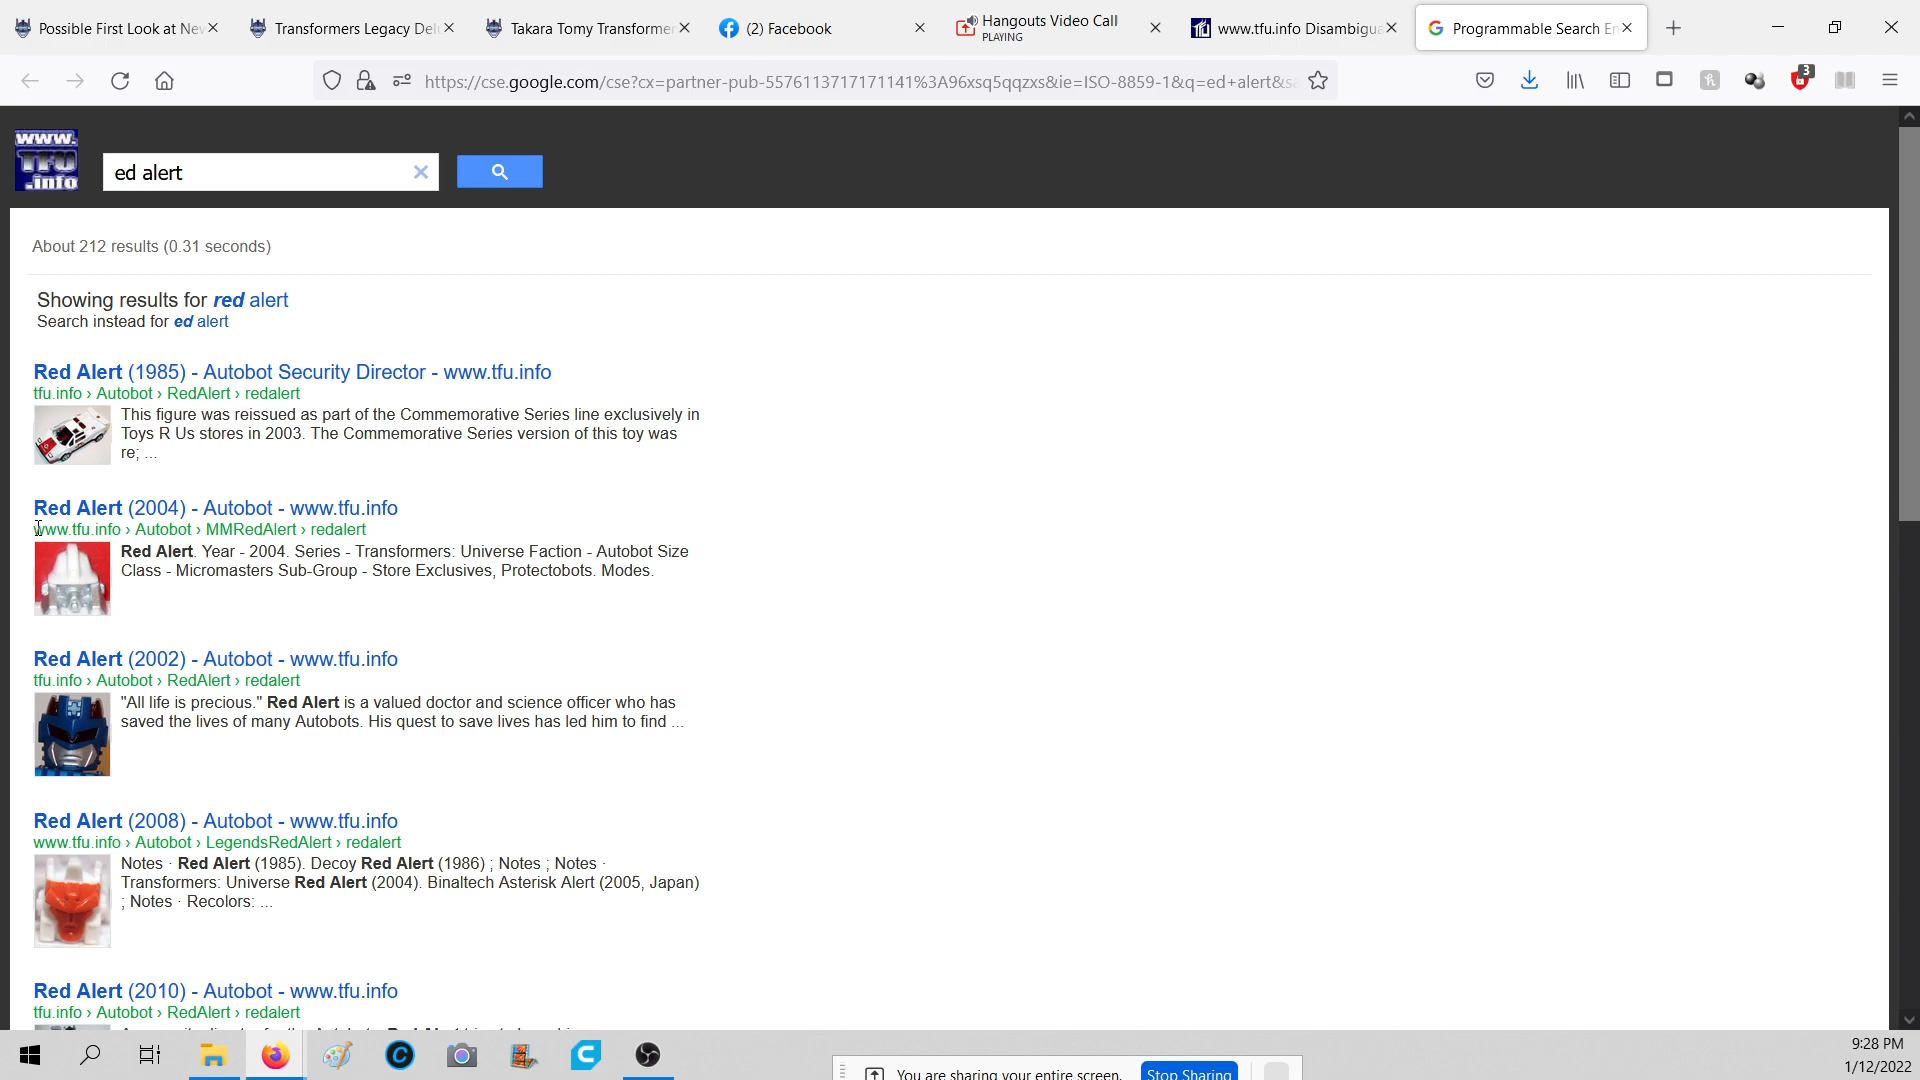 Possible First Look at Nev
Transformers Legacy Del
Takara Tomy Transformer
(2) Facebook
Hangouts Video Call
PLAYING
www.tfu.info Disambigua
Programmable Search En
https://cse.google.com/cse?cx=partner-pub-5576113717171141%3A96xsq5qqzxs&ie=ISO-8859-1&q=ed+alert&sa
3
www.
TFU
.info
ed alert
About 212 results (0.31 seconds)
Showing results for red alert
Search instead for ed alert
Red Alert (1985) - Autobot Security Director - www.tfu.info
tfu.info › Autobot › RedAlert › redalert
This figure was reissued as part of the Commemorative Series line exclusively in
Toys R Us stores in 2003. The Commemorative Series version of this toy was
re; ...
Red Alert (2004) - Autobot - www.tfu.info
www.tfu.info › Autobot › MMRedAlert › redalert
Red Alert. Year - 2004. Series - Transformers: Universe Faction - Autobot Size
Class - Micromasters Sub-Group - Store Exclusives, Protectobots. Modes.
Red Alert (2002) - Autobot - www.tfu.info
tfu.info › Autobot › RedAlert › redalert
"All life is precious." Red Alert is a valued doctor and science officer who has
saved the lives of many Autobots. His quest to save lives has led him to find ...
Red Alert (2008) - Autobot - www.tfu.info
www.tfu.info › Autobot › LegendsRedAlert › redalert
Notes · Red Alert (1985). Decoy Red Alert (1986) ; Notes ; Notes ·
Transformers: Universe Red Alert (2004). Binaltech Asterisk Alert (2005, Japan)
; Notes · Recolors: ...
Red Alert (2010) - Autobot - www.tfu.info
tfu.info › Autobot › RedAlert › redalert
You are sharing your entire screen.
Stop Sharing
9:28 PM
1/12/2022